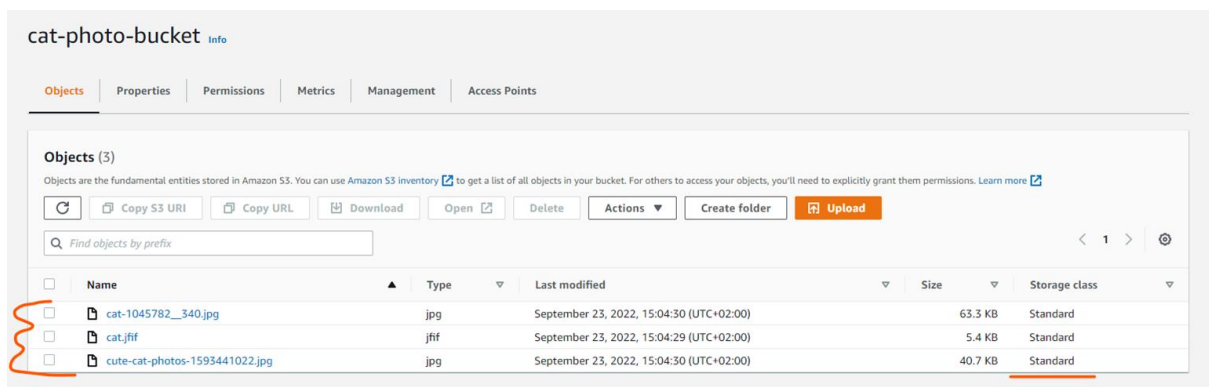 cat-photo-bucket Info
Objects Properties Permissions Metrics Management Access Points
Objects (3)
Objects are the fundamental entities stored in Amazon S3. You can use Amazon S3 inventory to get a list of all objects in your bucket. For others to access your objects, you'll need to explicitly grant them permissions. Learn more
Copy S3 URI Copy URL Download Open Delete Actions Create folder Upload
Find objects by prefix 1
Name Type Last modified Size Storage class
cat-1045782__340.jpg jpg September 23, 2022, 15:04:30 (UTC+02:00) 63.3 KB Standard
cat.jfif jfif September 23, 2022, 15:04:29 (UTC+02:00) 5.4 KB Standard
cute-cat-photos-1593441022.jpg jpg September 23, 2022, 15:04:30 (UTC+02:00) 40.7 KB Standard